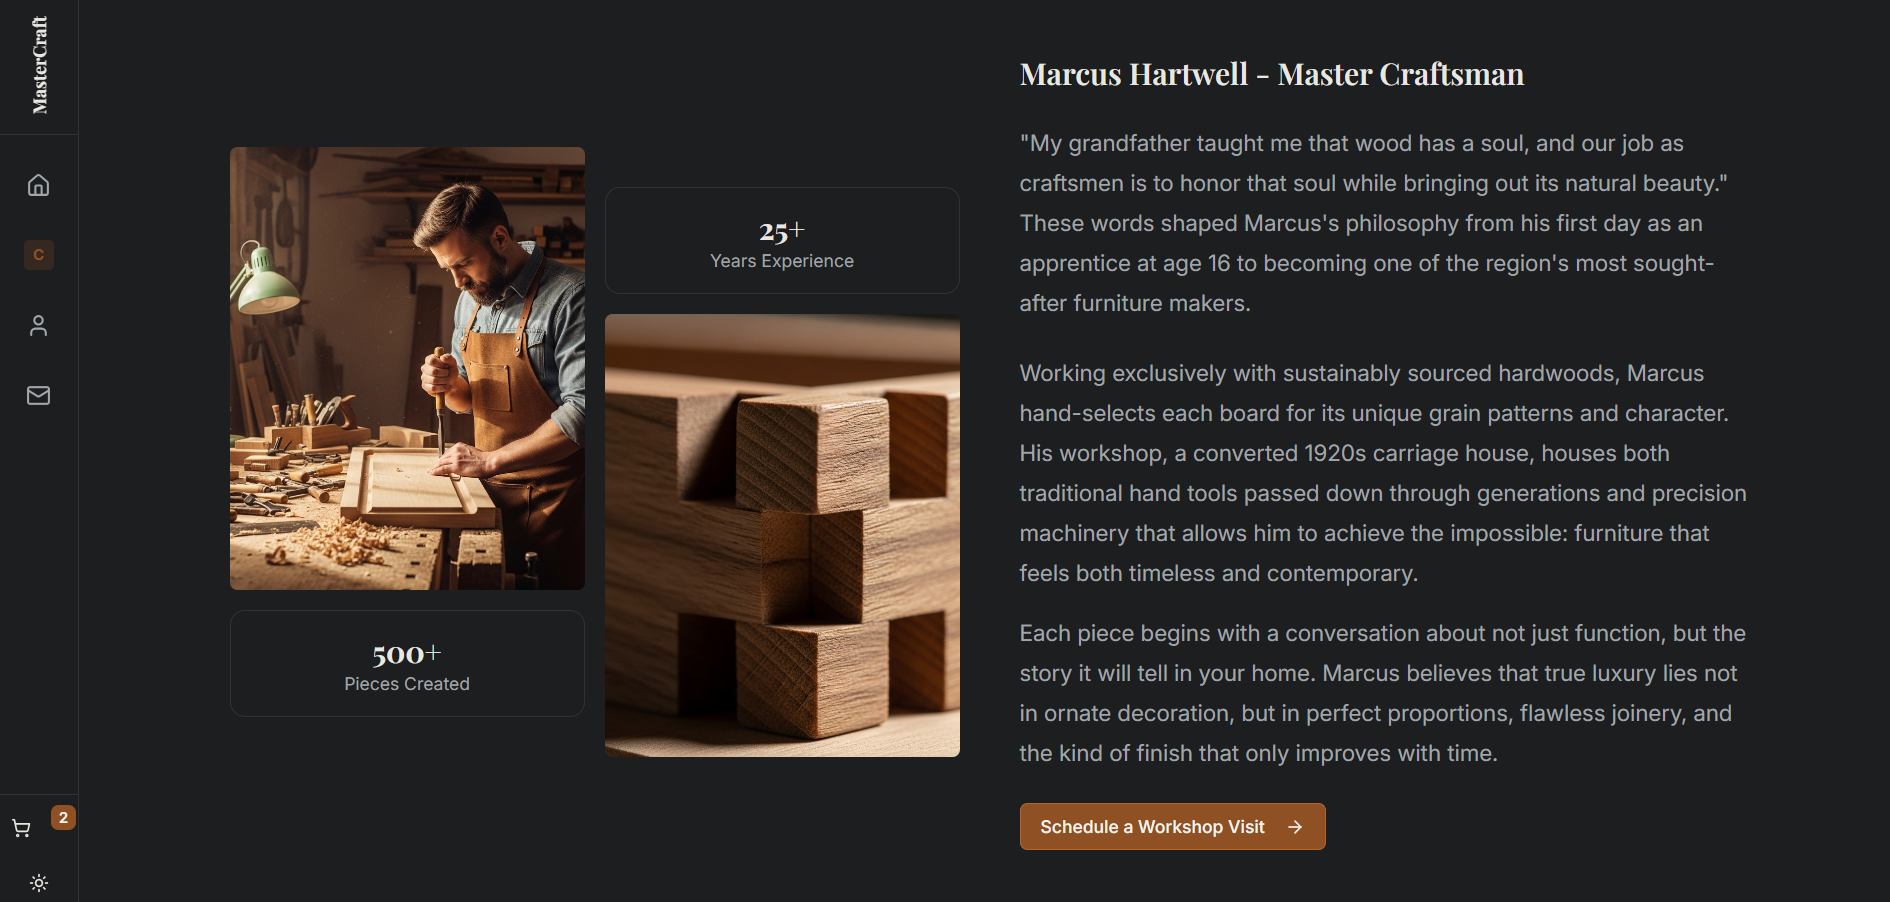 MasterCraft
C
2
25+
Years Experience
500+
Pieces Created
Marcus Hartwell - Master Craftsman
"My grandfather taught me that wood has a soul, and our job as
craftsmen is to honor that soul while bringing out its natural beauty."
These words shaped Marcus's philosophy from his first day as an
apprentice at age 16 to becoming one of the region's most sought-
after furniture makers.
Working exclusively with sustainably sourced hardwoods, Marcus
hand-selects each board for its unique grain patterns and character.
His workshop, a converted 1920s carriage house, houses both
traditional hand tools passed down through generations and precision
machinery that allows him to achieve the impossible: furniture that
feels both timeless and contemporary.
Each piece begins with a conversation about not just function, but the
story it will tell in your home. Marcus believes that true luxury lies not
in ornate decoration, but in perfect proportions, flawless joinery, and
the kind of finish that only improves with time.
Schedule a Workshop Visit